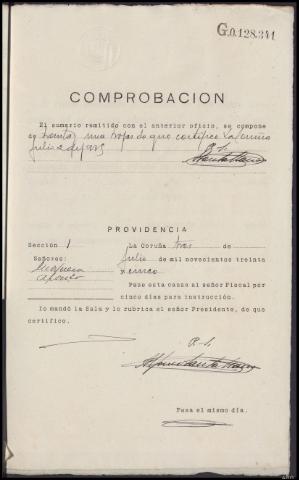 G.0.128.341
COMPROBACION
El sumario remitido con el anterior oficio, se compone
de treinta y una hojas de que certifico. La Coruña
Julio 2 de 1935
P. S.
PROVIDENCIA
Sección 1 La Coruña tres de
Señores: Julio de mil novecientos treinta
y cinco
Pase esta causa al señor Fiscal por
cinco días para instrucción.
Lo mandó la Sala y lo rubrica el señor Presidente, de que
certifico.
P. S.
Pasa el mismo día.